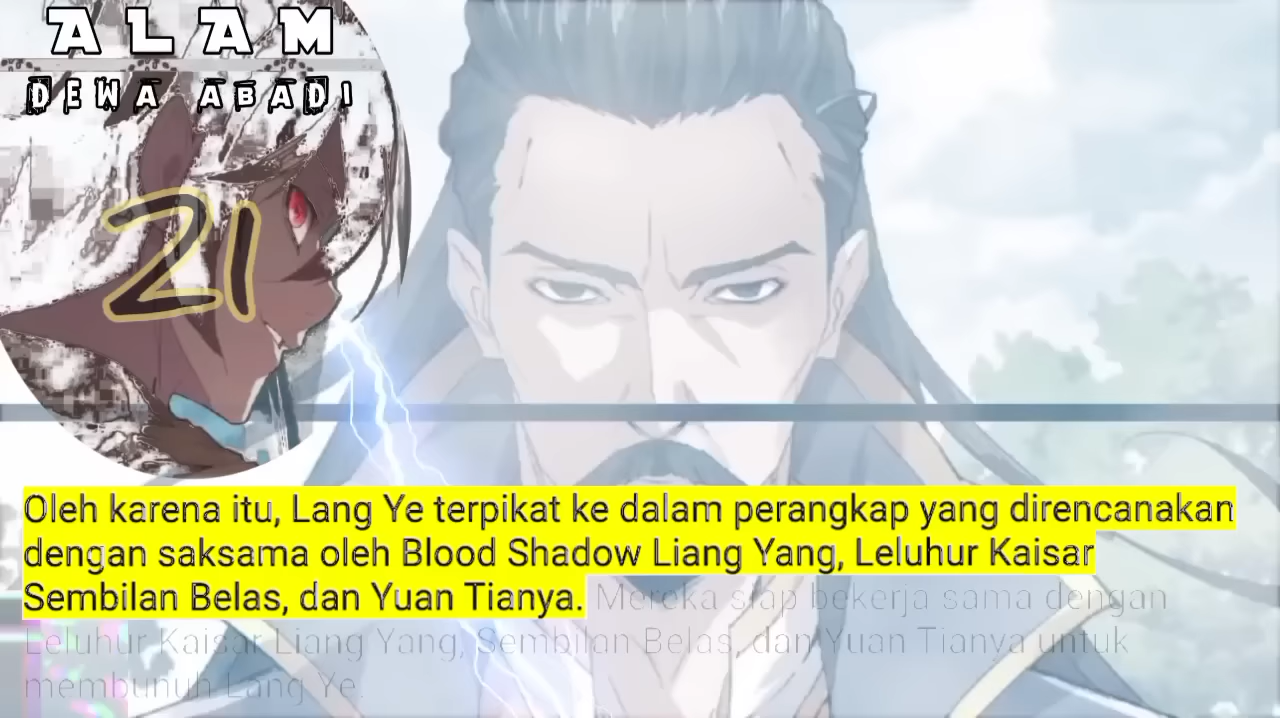 ALAM
DEWA ABADI
21
Oleh karena itu, Lang Ye terpikat ke dalam perangkap yang direncanakan
dengan saksama oleh Blood Shadow Liang Yang, Leluhur Kaisar
Sembilan Belas, dan Yuan Tianya. Mereka siap bekerja sama dengan
Leluhur Kaisar Liang Yang, Sembilan Belas, dan Yuan Tianya untuk
membunuh Lang Ye.